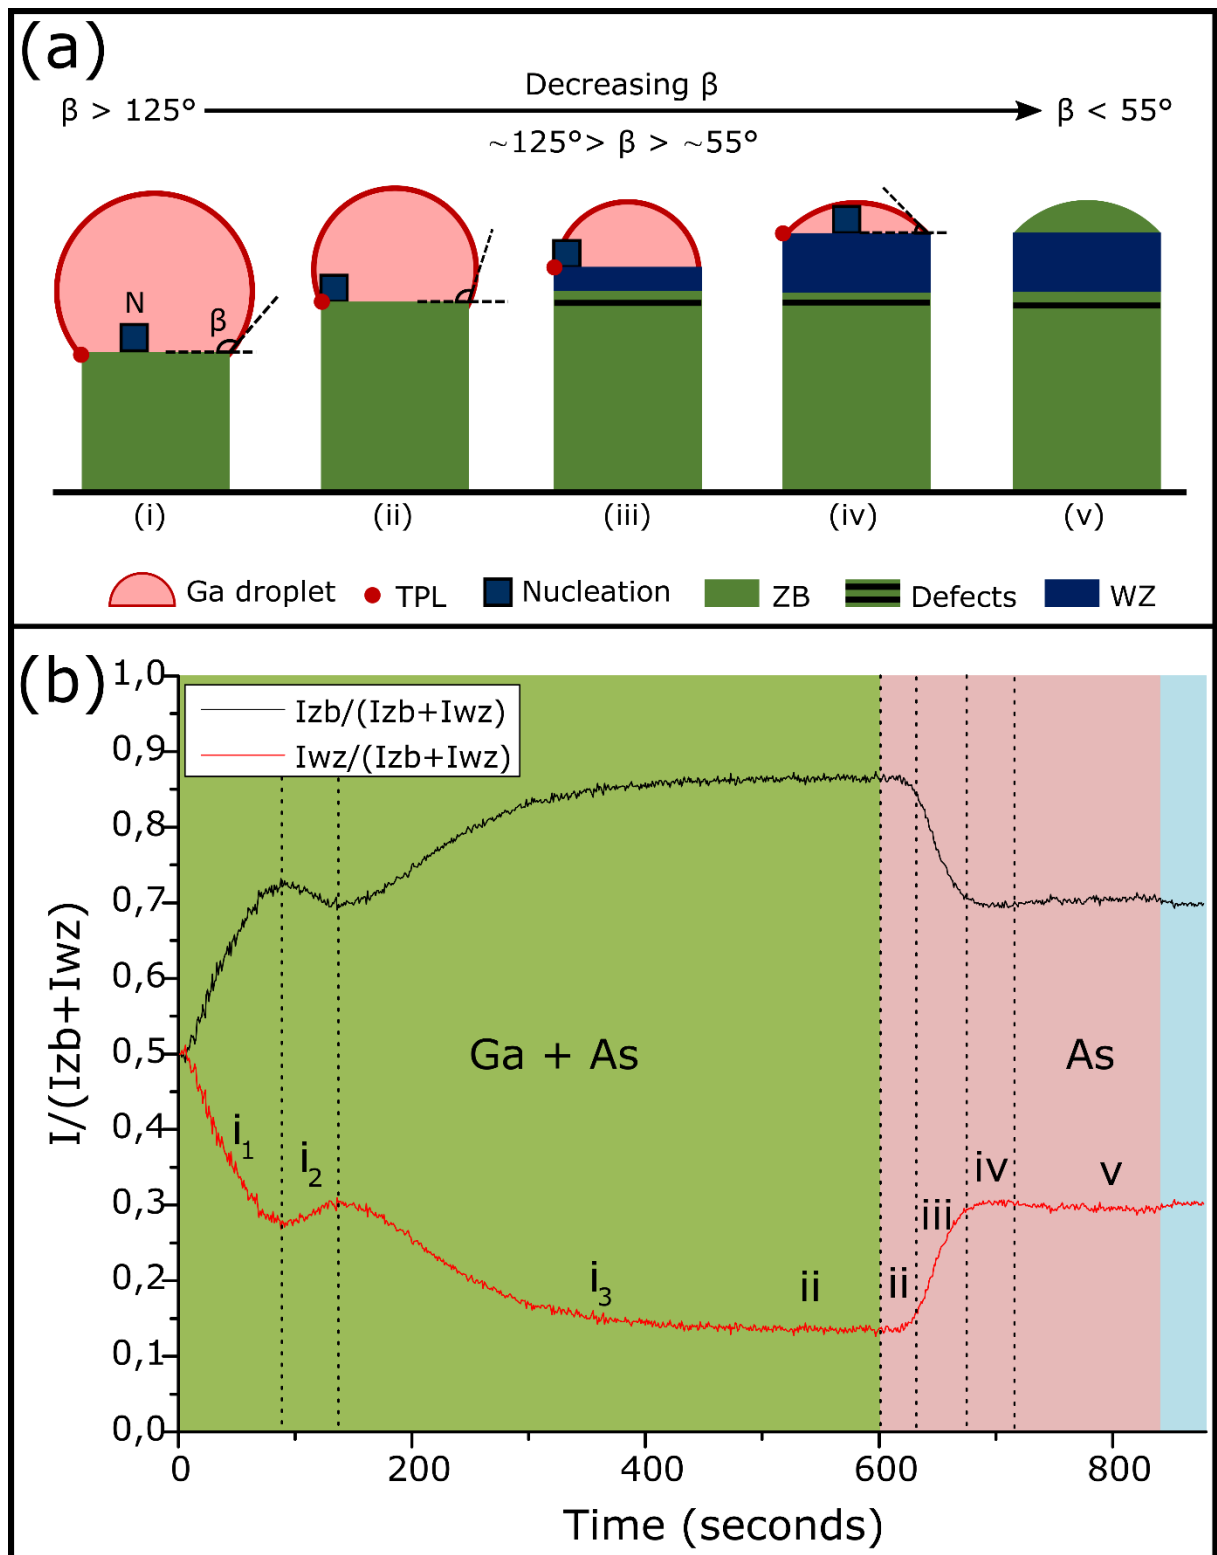 (a)
Decreasing β
β > 125°
β < 55°
~125°> β > ~55°
N
β
(i)
(ii)
(iii)
(iv)
(v)
Ga droplet
TPL
Nucleation
ZB
Defects
WZ
(b)
Izb/(Izb+Iwz)
Iwz/(Izb+Iwz)
I/(Izb+Iwz)
1,0
0,9
0,8
0,7
0,6
0,5
0,4
0,3
0,2
0,1
0,0
Ga + As
As
i₁
i₂
i₃
ii
ii
iii
iv
v
0
200
400
600
800
Time (seconds)